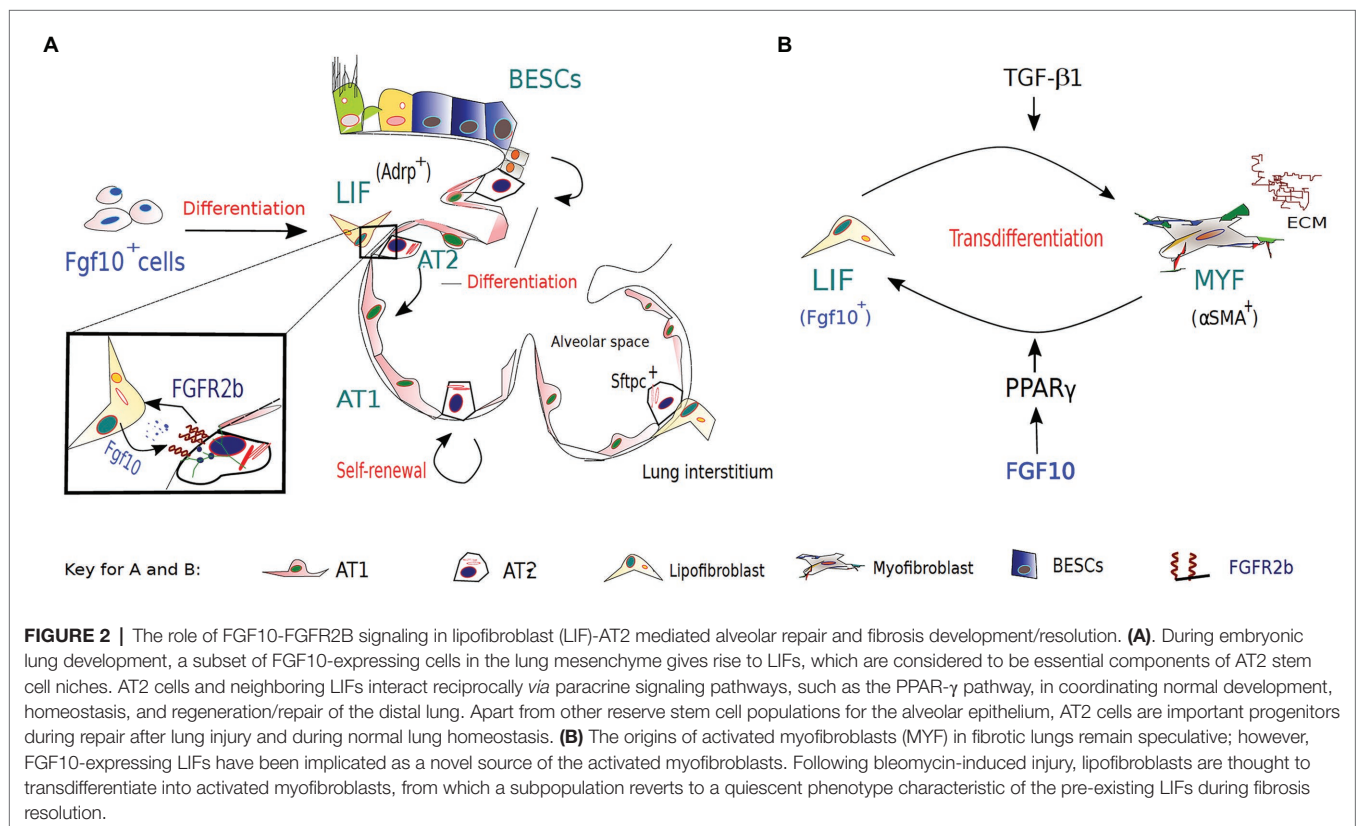 A
B
BESCs
TGF-β1
(Adrp+)
LIF
Differentiation
Fgf10+cells
AT2
Differentiation
ECM
Transdifferentiation
LIF
(Fgf10+)
MYF
(αSMA+)
Alveolar space
Sftpc+
FGFR2b
Fgf10
AT1
PPARγ
Self-renewal
Lung interstitium
FGF10
Key for A and B:
AT1
AT2
Lipofibroblast
Myofibroblast
BESCs
FGFR2b
FIGURE 2 | The role of FGF10-FGFR2B signaling in lipofibroblast (LIF)-AT2 mediated alveolar repair and fibrosis development/resolution. (A). During embryonic
lung development, a subset of FGF10-expressing cells in the lung mesenchyme gives rise to LIFs, which are considered to be essential components of AT2 stem
cell niches. AT2 cells and neighboring LIFs interact reciprocally via paracrine signaling pathways, such as the PPAR-γ pathway, in coordinating normal development,
homeostasis, and regeneration/repair of the distal lung. Apart from other reserve stem cell populations for the alveolar epithelium, AT2 cells are important progenitors
during repair after lung injury and during normal lung homeostasis. (B) The origins of activated myofibroblasts (MYF) in fibrotic lungs remain speculative; however,
FGF10-expressing LIFs have been implicated as a novel source of the activated myofibroblasts. Following bleomycin-induced injury, lipofibroblasts are thought to
transdifferentiate into activated myofibroblasts, from which a subpopulation reverts to a quiescent phenotype characteristic of the pre-existing LIFs during fibrosis
resolution.